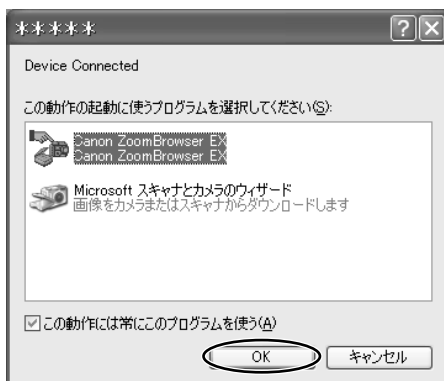 *****
Device Connected
この動作の起動に使うプログラムを選択してください(S):
Canon ZoomBrowser EX
Canon ZoomBrowser EX
Microsoft スキャナとカメラのウィザード
画像をカメラまたはスキャナからダウンロードします
この動作には常にこのプログラムを使う(A)
OK
キャンセル